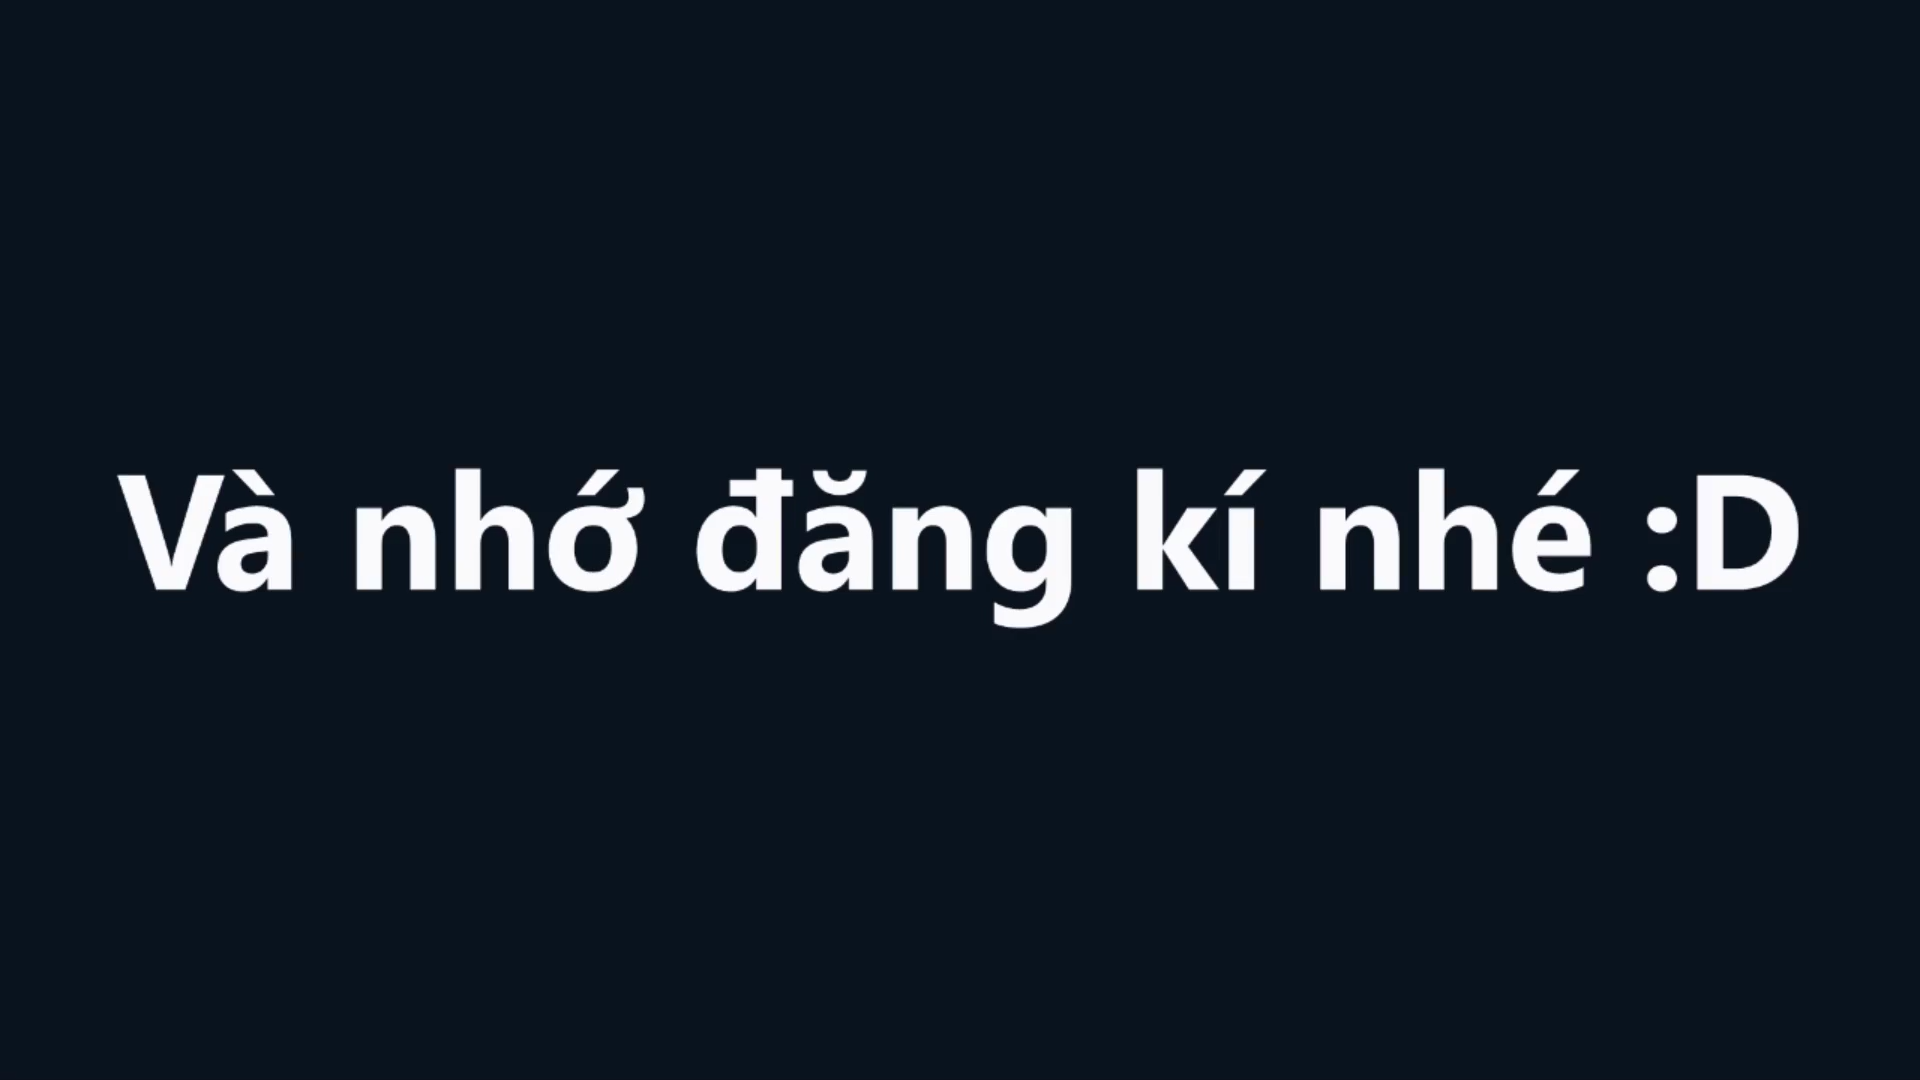 Và nhớ đăng kí nhé :D